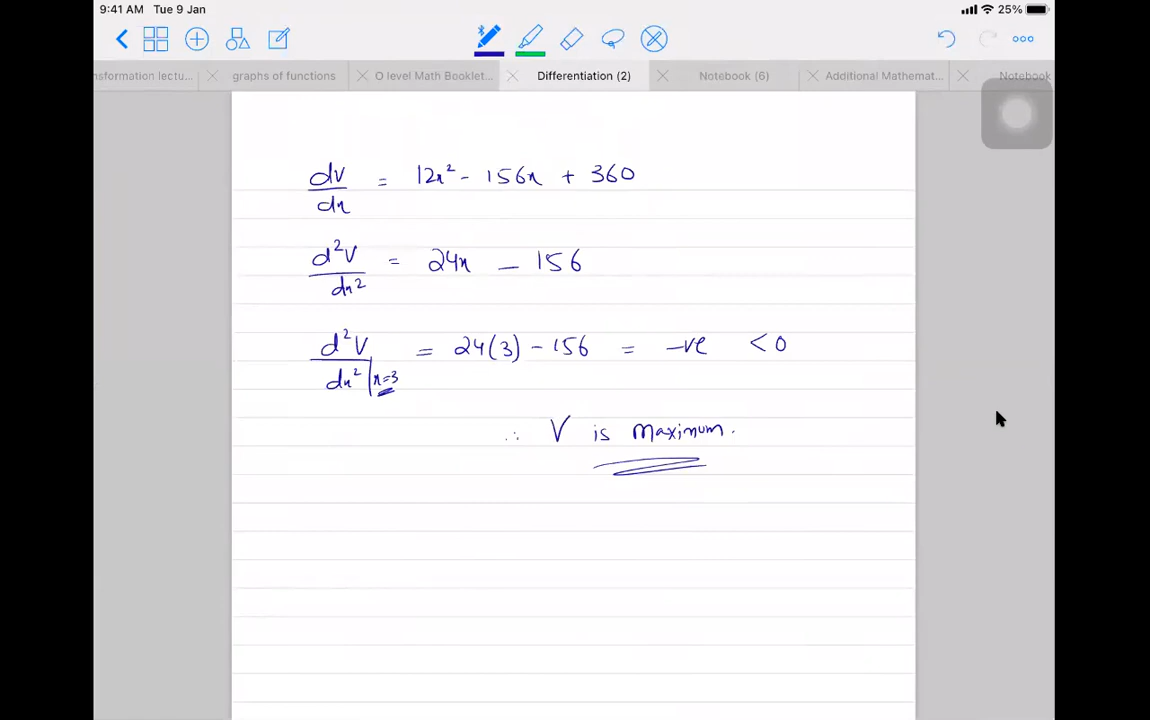 9:41 AM Tue 9 Jan
25%
nsformation lectu...
graphs of functions
O level Math Booklet...
Differentiation (2)
Notebook (6)
Additional Mathemat...
Notebook
dV/dx = 12x² - 156x + 360
d²V/dx² = 24x - 156
d²V/dx² |x=3 = 24(3) - 156 = -ve < 0
∴ V is maximum.